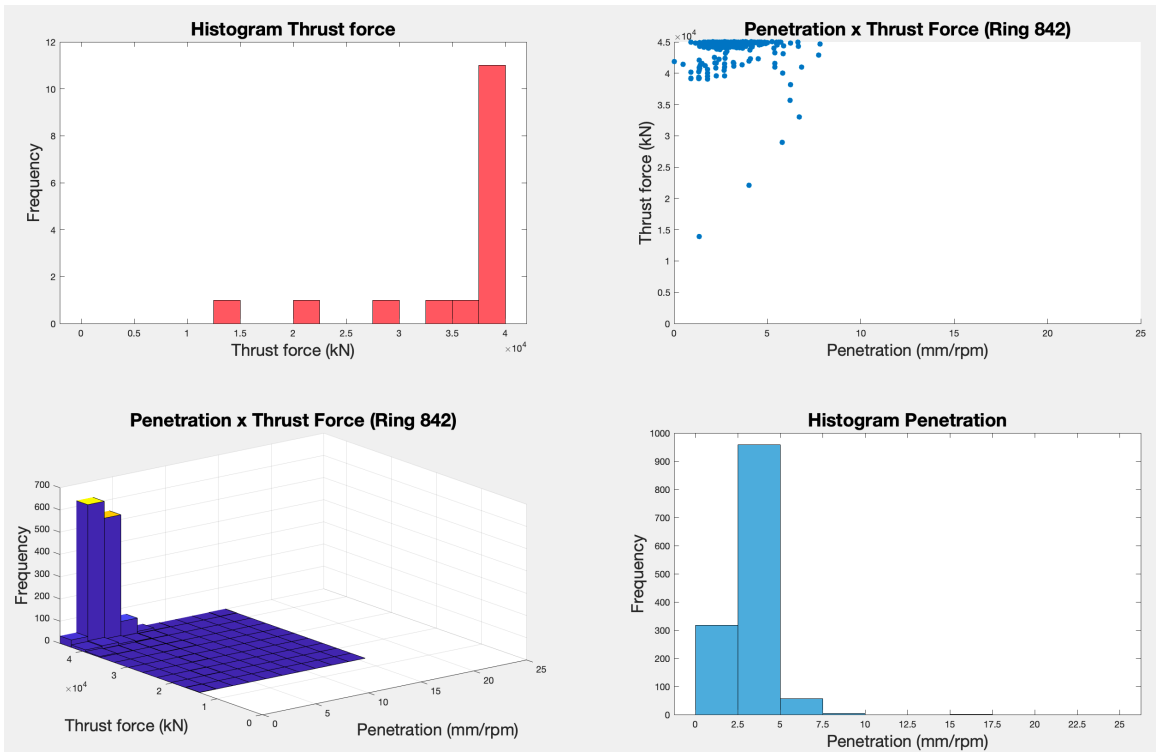 Histogram Thrust force
12
10
8
6
4
2
0
Frequency
0 0.5 1 1.5 2 2.5 3 3.5 4
×10⁴
Thrust force (kN)
Penetration x Thrust Force (Ring 842)
×10⁴
4.5
4
3.5
3
2.5
2
1.5
1
0.5
0
Thrust force (kN)
0 5 10 15 20 25
Penetration (mm/rpm)
Penetration x Thrust Force (Ring 842)
700
600
500
400
300
200
100
0
Frequency
4 3 2 1 0
×10⁴
Thrust force (kN)
0 5 10 15 20 25
Penetration (mm/rpm)
Histogram Penetration
1000
900
800
700
600
500
400
300
200
100
0
Frequency
0 2.5 5 7.5 10 12.5 15 17.5 20 22.5 25
Penetration (mm/rpm)